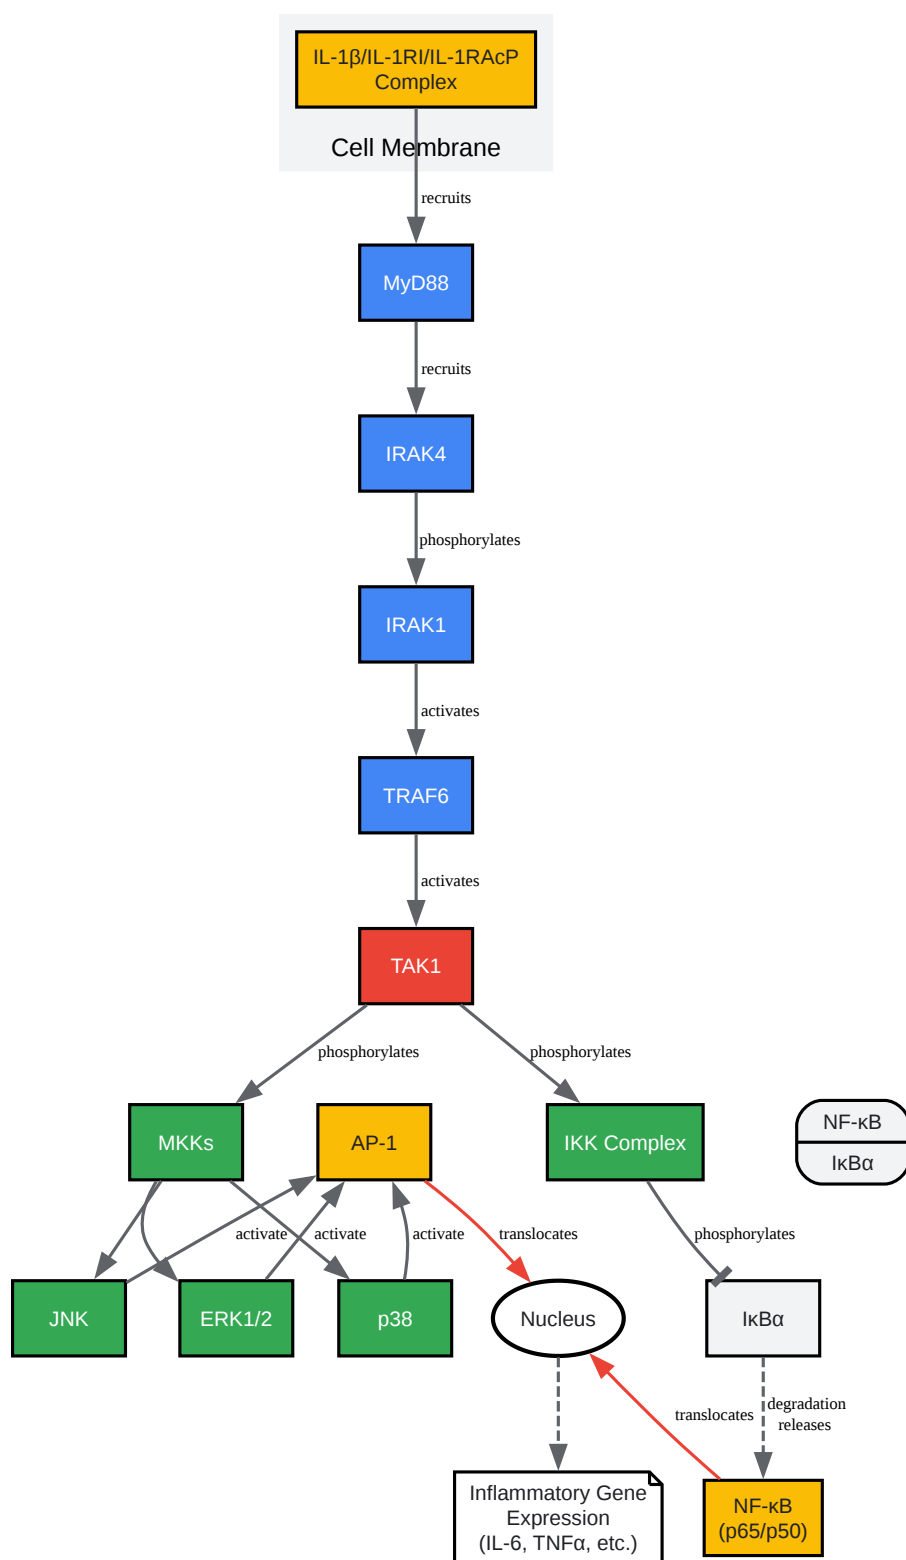 IL-1β/IL-1RI/IL-1RAcP
Complex
Cell Membrane
recruits
MyD88
recruits
IRAK4
phosphorylates
IRAK1
activates
TRAF6
activates
TAK1
phosphorylates
phosphorylates
MKKs
AP-1
IKK Complex
NF-κB
IκBα
activate
activate
activate
translocates
phosphorylates
JNK
ERK1/2
p38
Nucleus
IκBα
translocates
degradation
releases
Inflammatory Gene
Expression
(IL-6, TNFα, etc.)
NF-κB
(p65/p50)